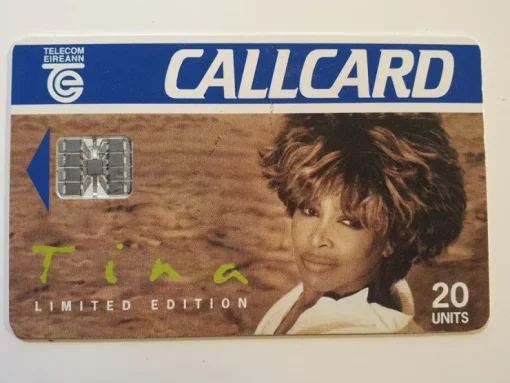 TELECOM
EIREANN
CALLCARD
Tina
LIMITED EDITION
20
UNITS